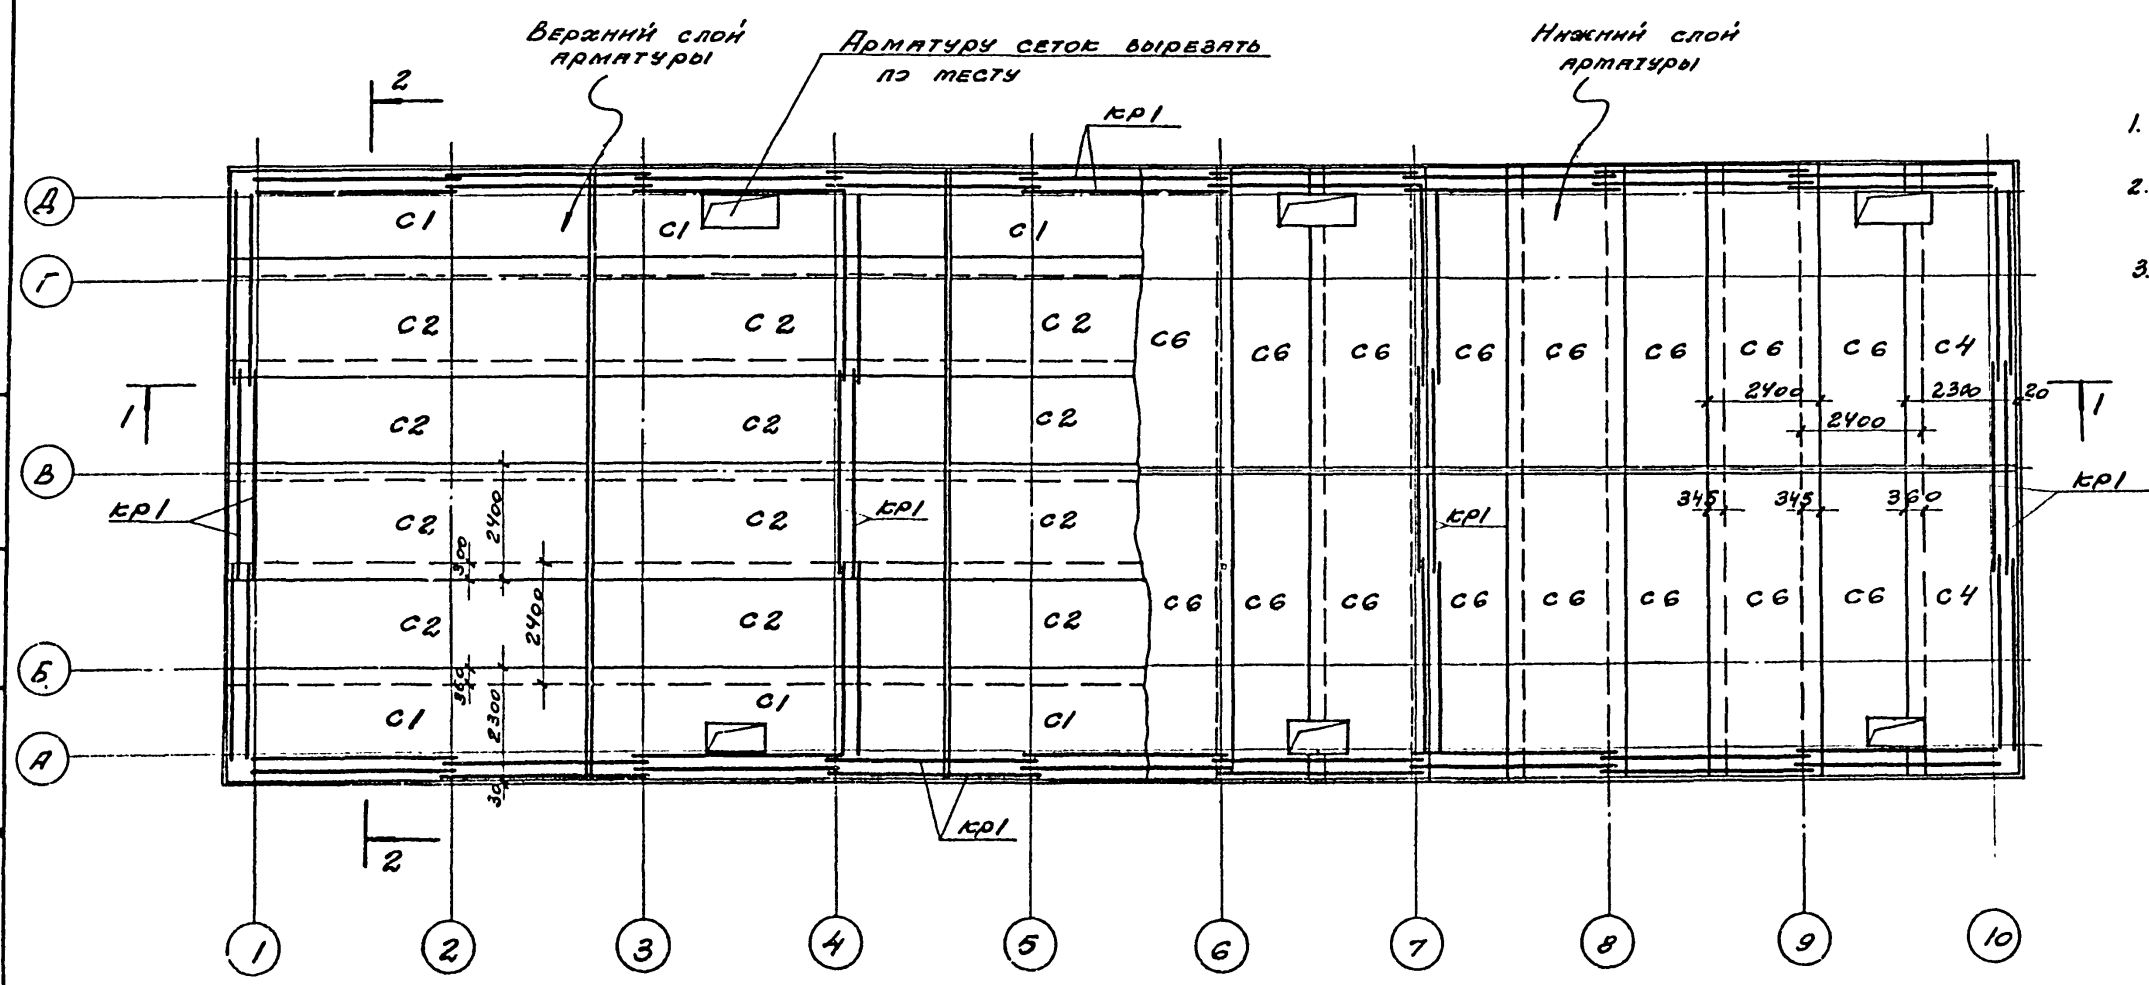 Верхний слой
арматуры
Арматуру сеток вырезать
по месту
Нижний слой
арматуры
2
кр1
1.
2.
3.
Д
С1
С1
С1
Г
С2
С2
С2
С6
С6
С6
С6
С6
С6
С6
С6
С4
2400
2300
20
1
1
2400
С2
С2
С2
В
кр1
2400
С2
С2
кр1
С2
кр1
345
345
360
кр1
300
2400
С2
С2
С2
С6
С6
С6
С6
С6
С6
С6
С6
С4
Б
360
2300
С1
С1
С1
А
30
кр1
2
1
2
3
4
5
6
7
8
9
10